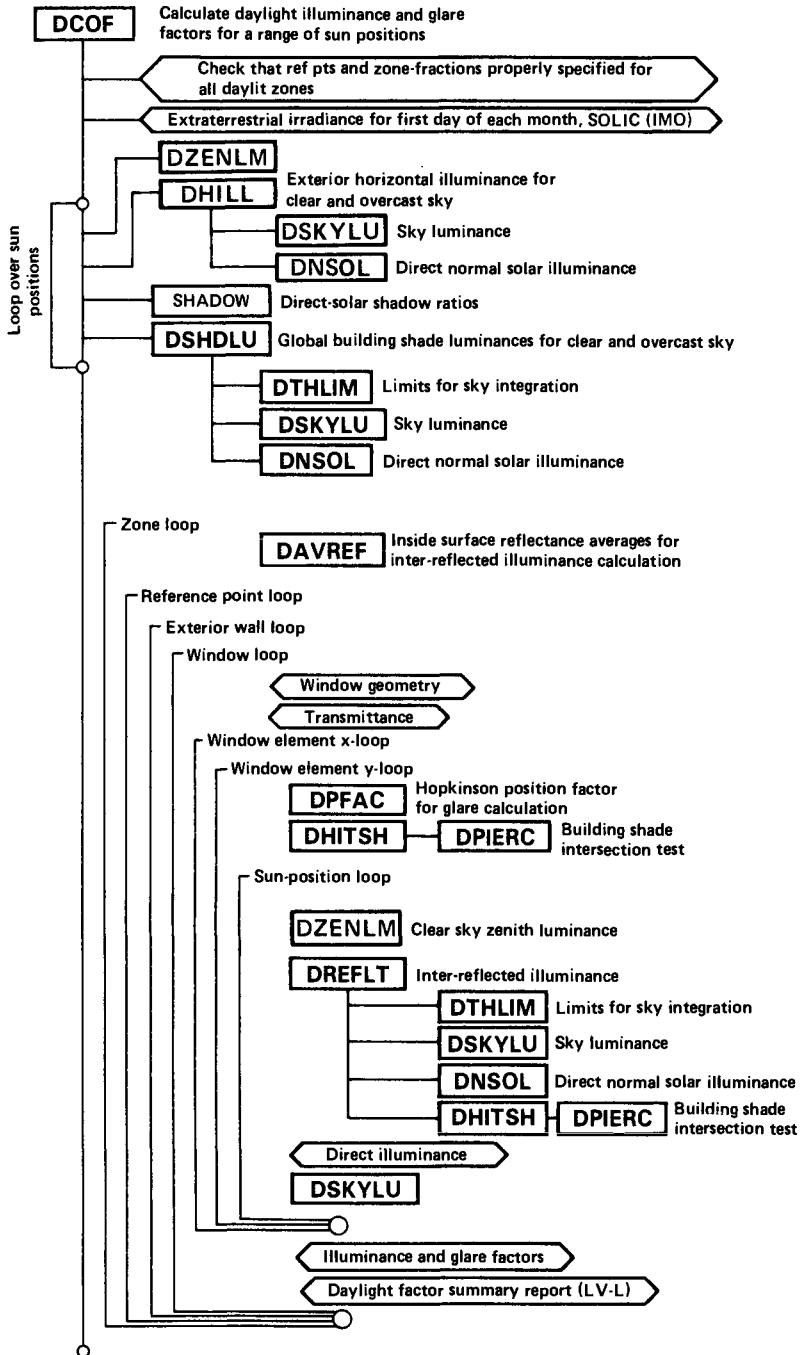 DCOF
Calculate daylight illuminance and glare
factors for a range of sun positions
Check that ref pts and zone-fractions properly specified for
all daylit zones
Extraterrestrial irradiance for first day of each month, SOLIC (IMO)
DZENLM
DHILL
Exterior horizontal illuminance for
clear and overcast sky
DSKYLU Sky luminance
DNSOL Direct normal solar illuminance
Loop over sun
positions
SHADOW Direct-solar shadow ratios
DSHDLU Global building shade luminances for clear and overcast sky
DTHLIM Limits for sky integration
DSKYLU Sky luminance
DNSOL Direct normal solar illuminance
Zone loop
DAVREF
Inside surface reflectance averages for
inter-reflected illuminance calculation
Reference point loop
Exterior wall loop
Window loop
Window geometry
Transmittance
Window element x-loop
Window element y-loop
DPFAC
Hopkinson position factor
for glare calculation
DHITSH DPIERC
Building shade
intersection test
Sun-position loop
DZENLM Clear sky zenith luminance
DREFLT Inter-reflected illuminance
DTHLIM Limits for sky integration
DSKYLU Sky luminance
DNSOL Direct normal solar illuminance
DHITSH DPIERC
Building shade
intersection test
Direct illuminance
DSKYLU
Illuminance and glare factors
Daylight factor summary report (LV-L)